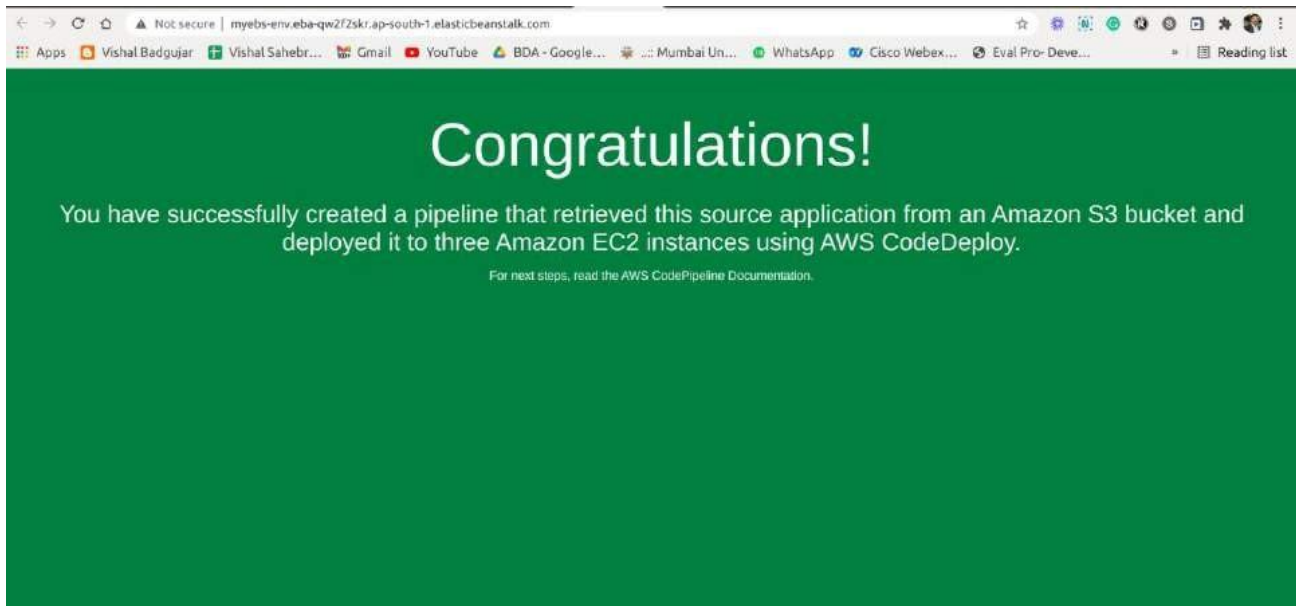 Not secure | myebs-env.eba-qw2f2skr.ap-south-1.elasticbeanstalk.com
Apps Vishal Badgujar Vishal Sahebr... Gmail YouTube BDA - Google... ..:: Mumbai Un... WhatsApp Cisco Webex... Eval Pro- Deve... » Reading list
Congratulations!
You have successfully created a pipeline that retrieved this source application from an Amazon S3 bucket and
deployed it to three Amazon EC2 instances using AWS CodeDeploy.
For next steps, read the AWS CodePipeline Documentation.